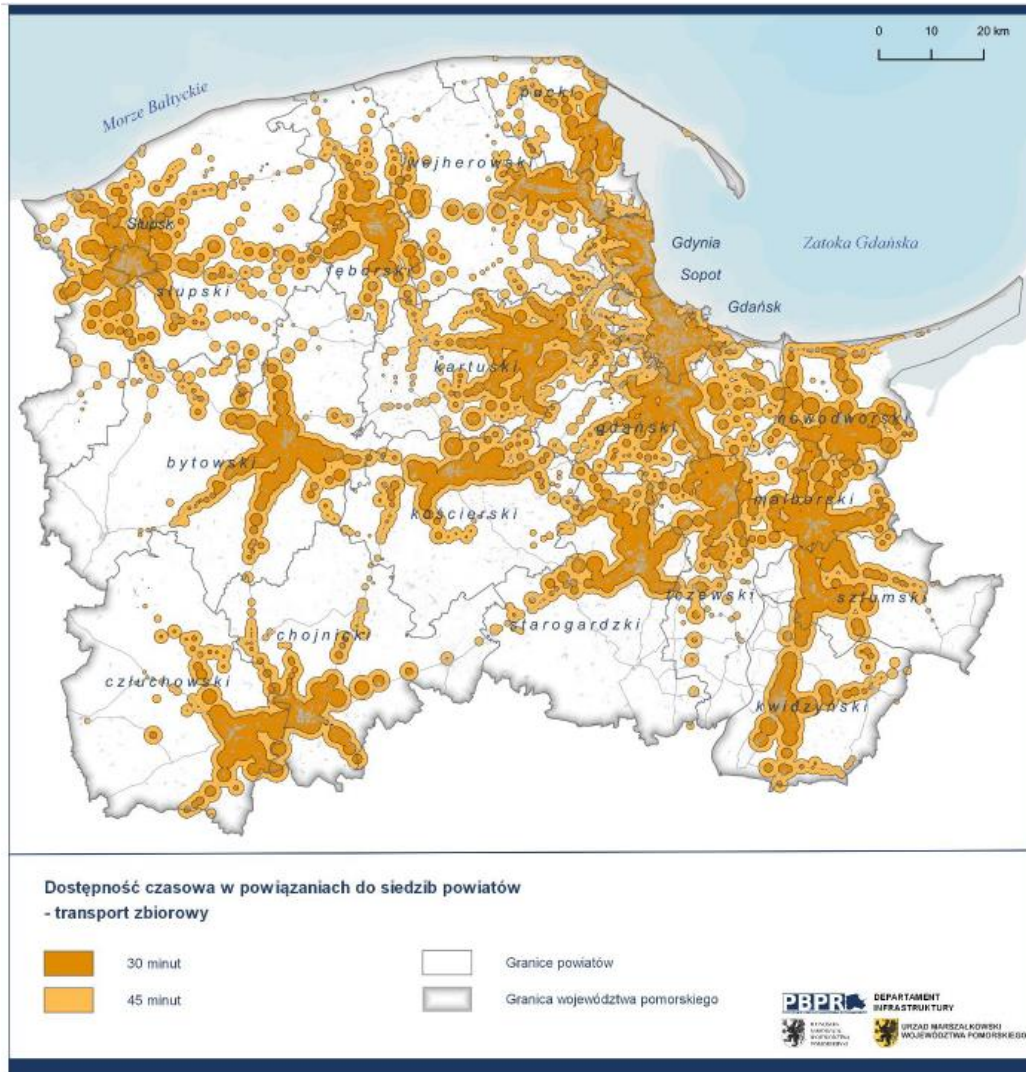 0 10 20 km
Morze Bałtyckie
pucki
wejherowski
Słupsk
Gdynia
Zatoka Gdańska
Sopot
lęborski
słupski
Gdańsk
kartuski
nowodworski
gdański
bytowski
malborski
kościerski
tczewski
sztumski
starogardzki
chojnicki
człuchowski
kwidzyński
Dostępność czasowa w powiązaniach do siedzib powiatów
- transport zbiorowy
30 minut
Granice powiatów
45 minut
Granica województwa pomorskiego
PBPR
DEPARTAMENT
INFRASTRUKTURY
URZĄD MARSZAŁKOWSKI
WOJEWÓDZTWA POMORSKIEGO